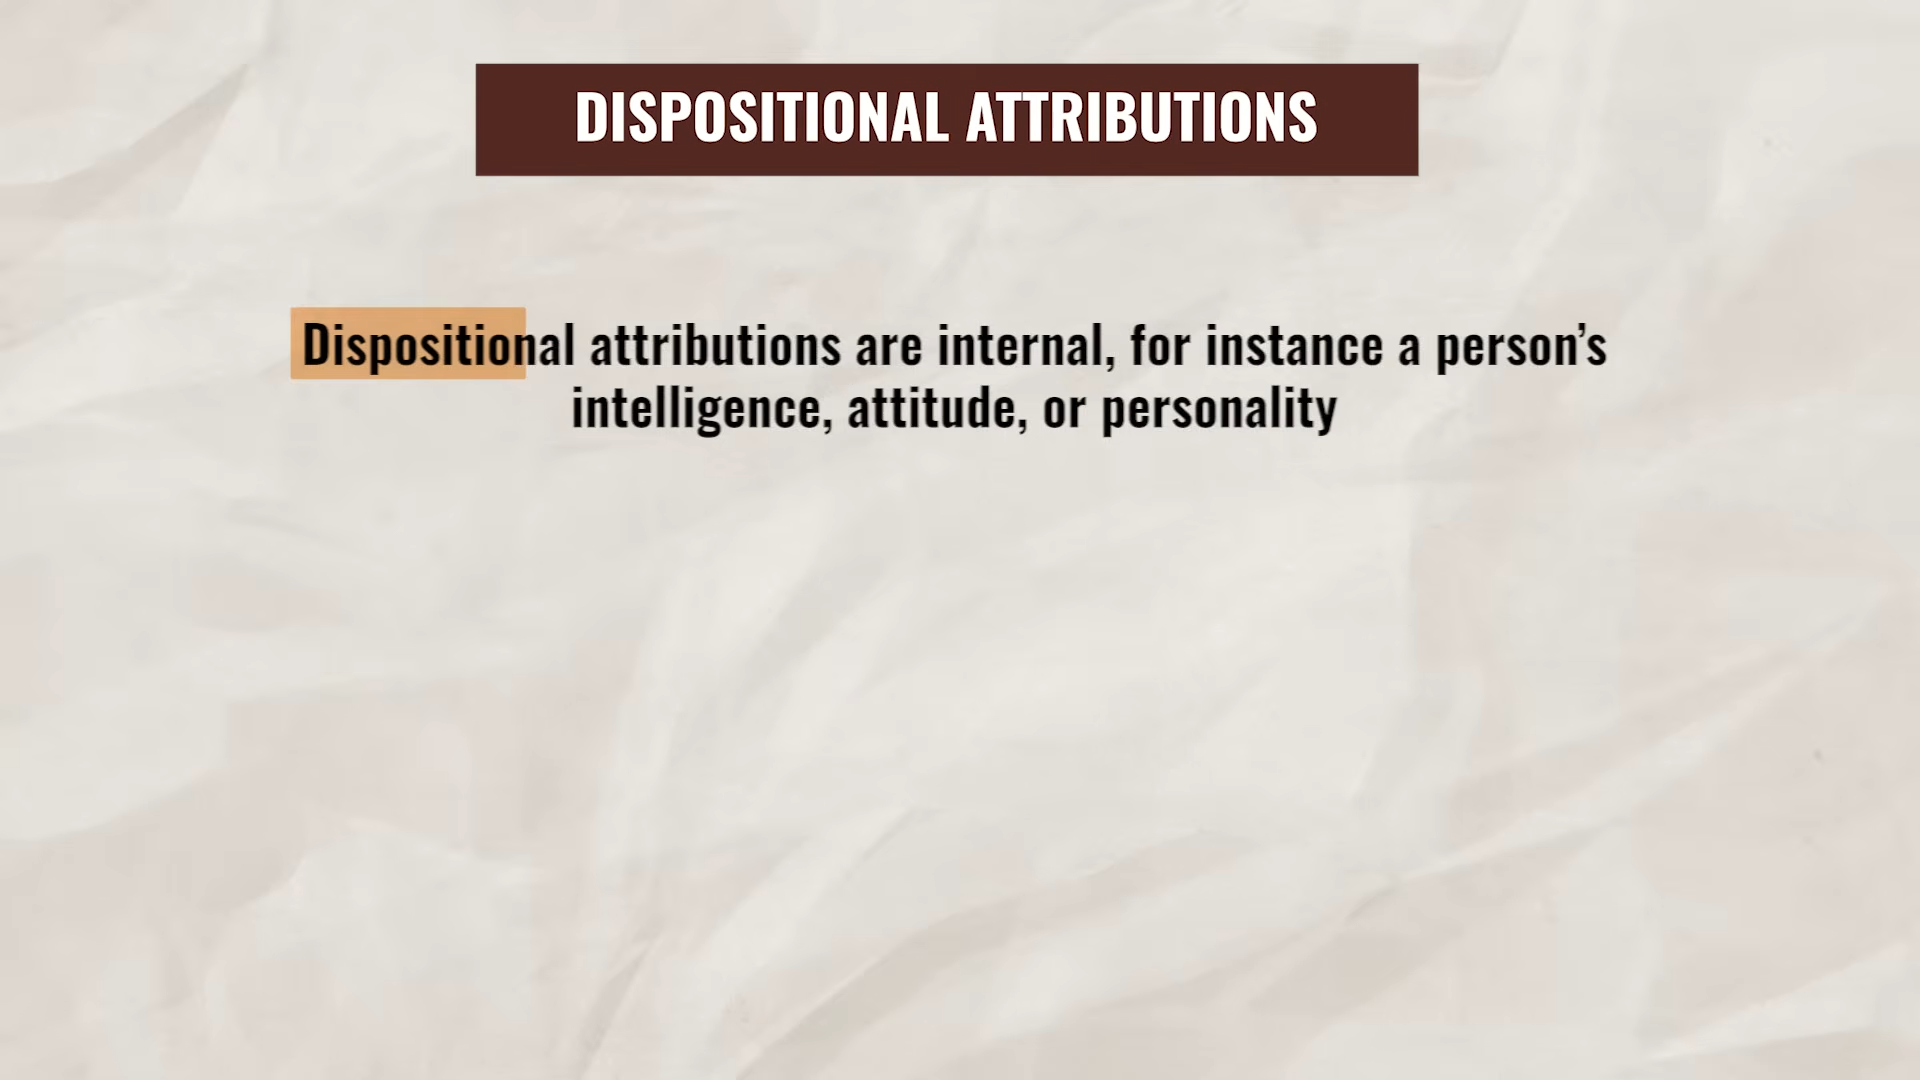 DISPOSITIONAL ATTRIBUTIONS
Dispositional attributions are internal, for instance a person’s
intelligence, attitude, or personality